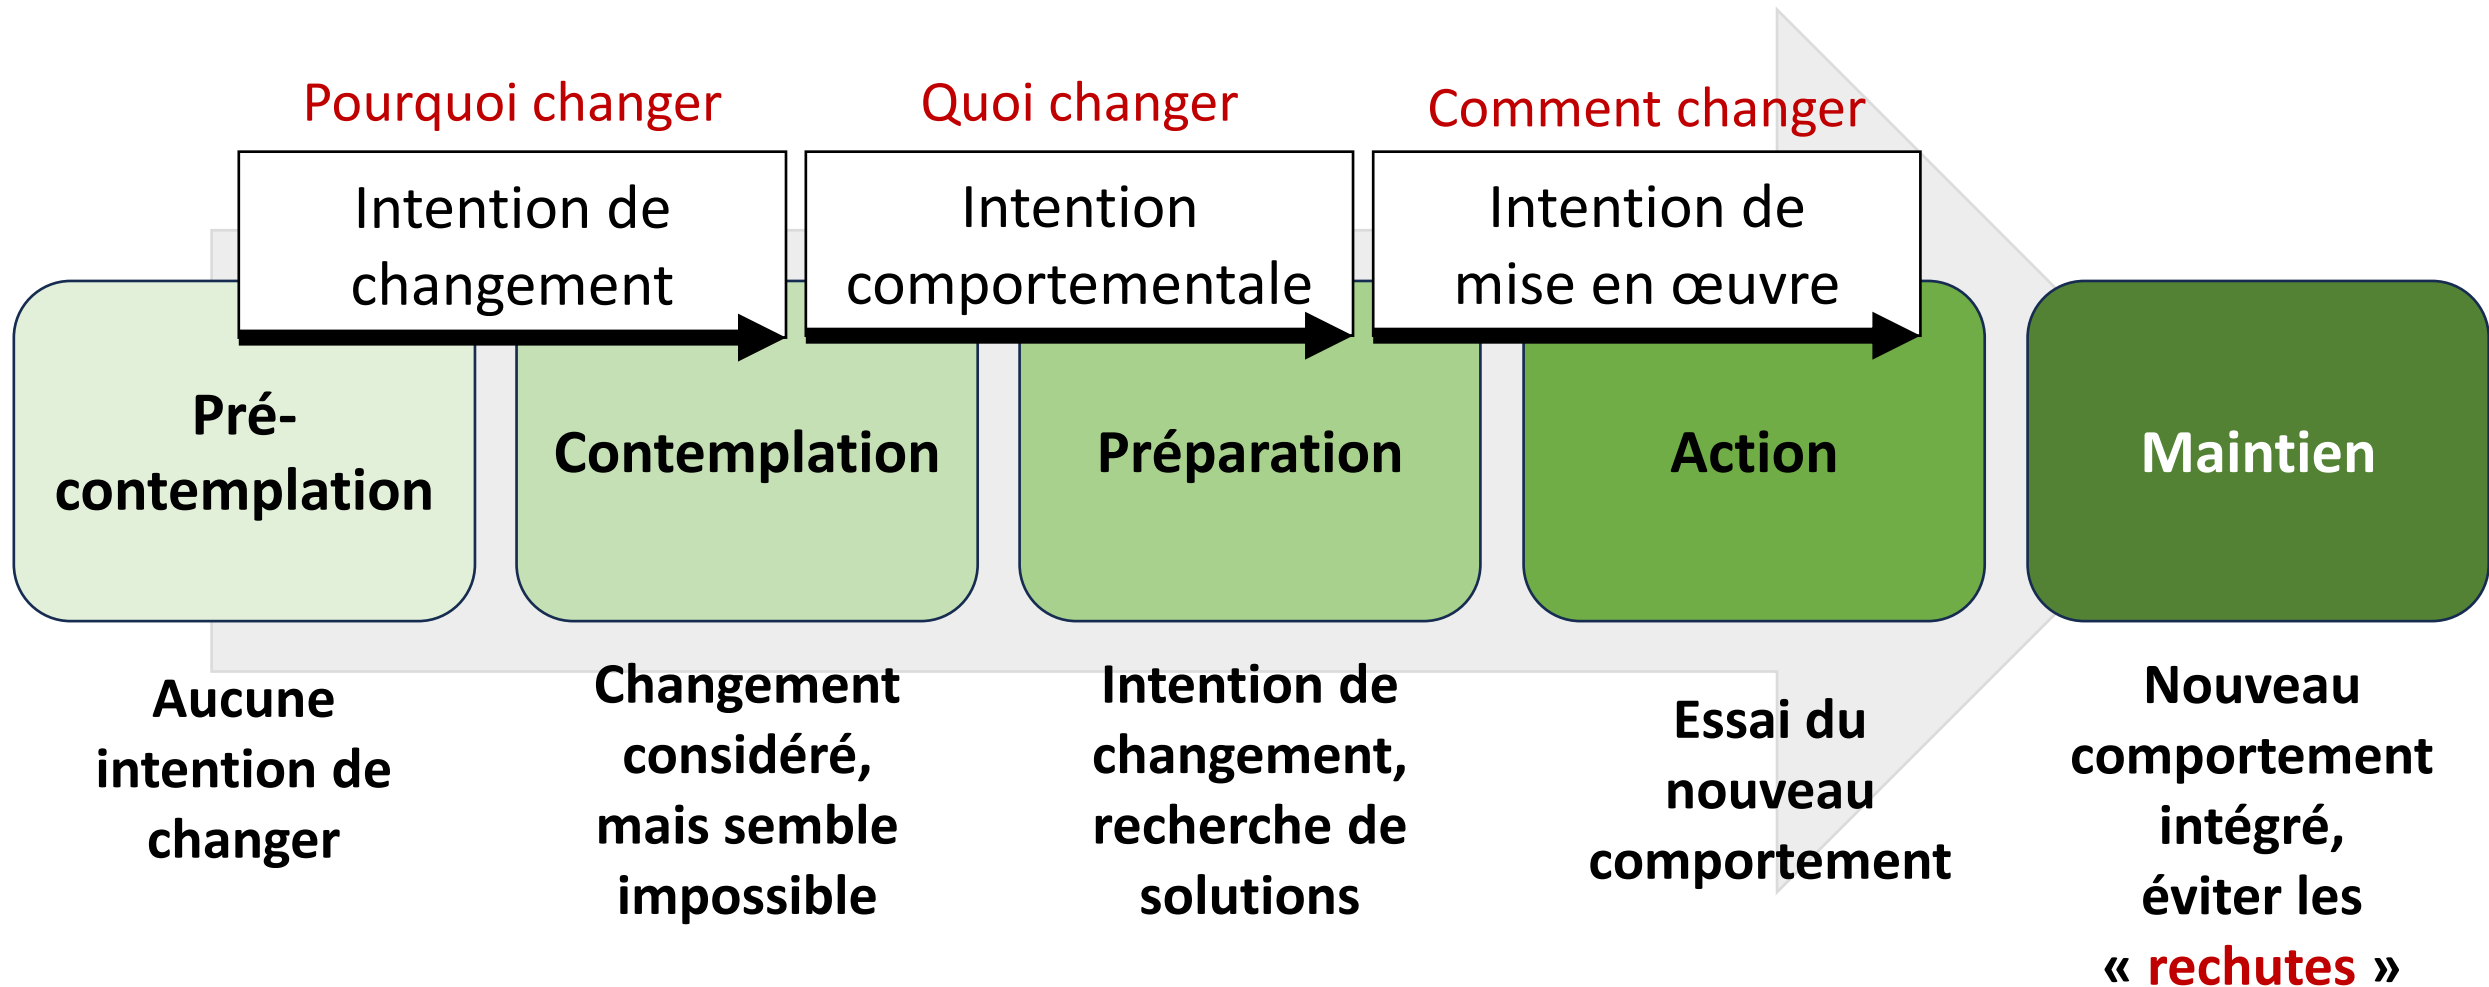 Pourquoi changer
Quoi changer
Comment changer
Intention de
changement
Intention
comportementale
Intention de
mise en œuvre
Pré-
contemplation
Contemplation
Préparation
Action
Maintien
Aucune
intention de
changer
Changement
considéré,
mais semble
impossible
Intention de
changement,
recherche de
solutions
Essai du
nouveau
comportement
Nouveau
comportement
intégré,
éviter les
« rechutes »